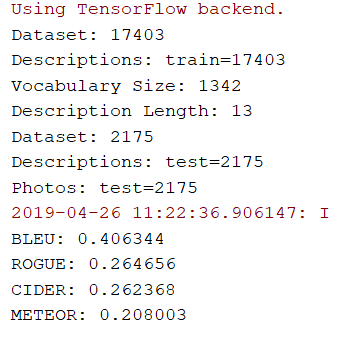 Using TensorFlow backend.
Dataset: 17403
Descriptions: train=17403
Vocabulary Size: 1342
Description Length: 13
Dataset: 2175
Descriptions: test=2175
Photos: test=2175
2019-04-26 11:22:36.906147: I
BLEU: 0.406344
ROGUE: 0.264656
CIDER: 0.262368
METEOR: 0.208003